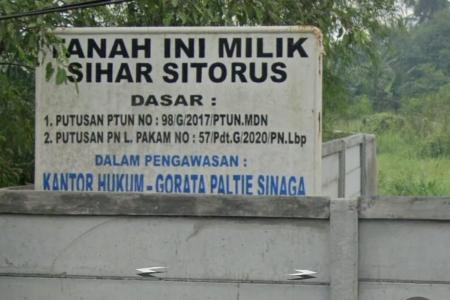 TANAH INI MILIK
SIHAR SITORUS
DASAR :
1. PUTUSAN PTUN NO : 98/G/2017/PTUN.MDN
2. PUTUSAN PN L. PAKAM NO : 57/Pdt.G/2020/PN.Lbp
DALAM PENGAWASAN :
KANTOR HUKUM – GORATA PALTIE SINAGA